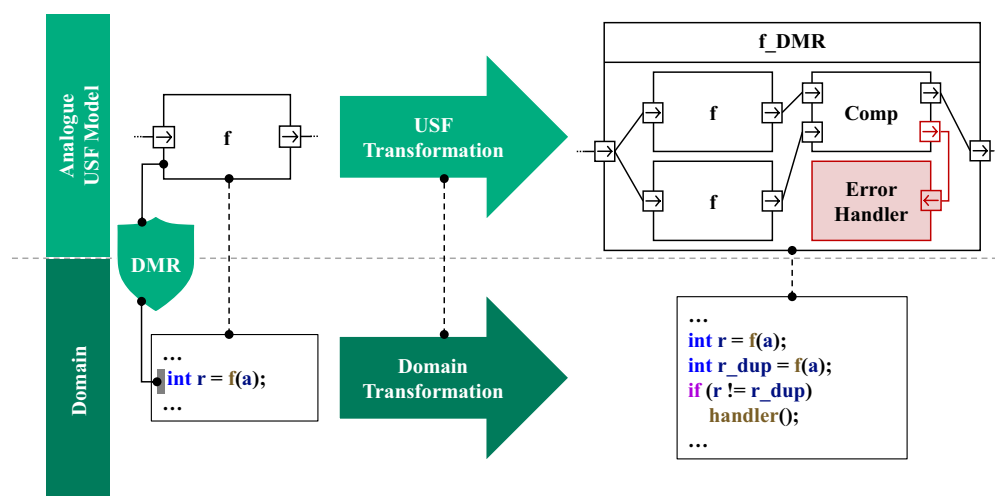 Analogue
USF Model
f
DMR
USF
Transformation
f_DMR
f
Comp
f
Error
Handler
Domain
…
int r = f(a);
…
Domain
Transformation
…
int r = f(a);
int r_dup = f(a);
if (r != r_dup)
handler();
…